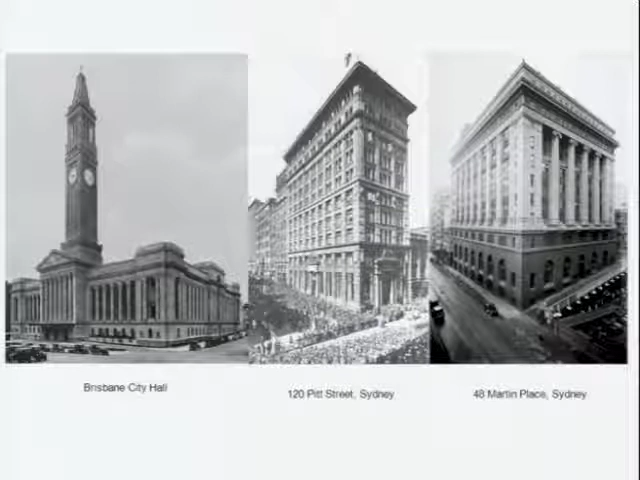 Brisbane City Hall
120 Pitt Street, Sydney
48 Martin Place, Sydney